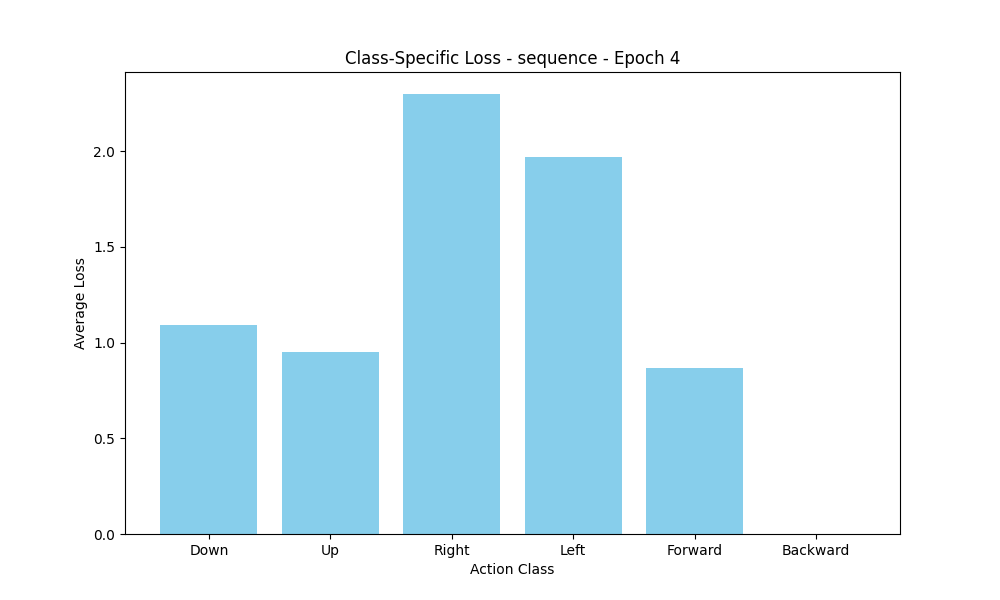 Class-Specific Loss - sequence - Epoch 4
Average Loss
2.0
1.5
1.0
0.5
0.0
Down Up Right Left Forward Backward
Action Class